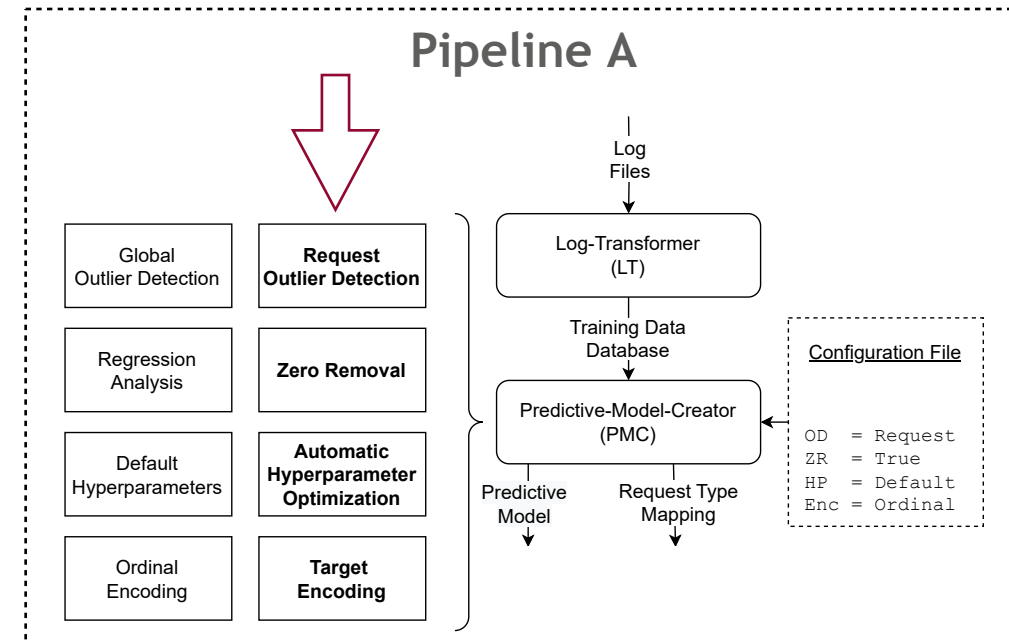 Pipeline A
Log
Files
Global
Outlier Detection
Request
Outlier Detection
Log-Transformer
(LT)
Regression
Analysis
Zero Removal
Training Data
Database
Configuration File
Default
Hyperparameters
Automatic
Hyperparameter
Optimization
Predictive-Model-Creator
(PMC)
OD  = Request
ZR  = True
HP  = Default
Enc = Ordinal
Predictive
Model
Request Type
Mapping
Ordinal
Encoding
Target
Encoding